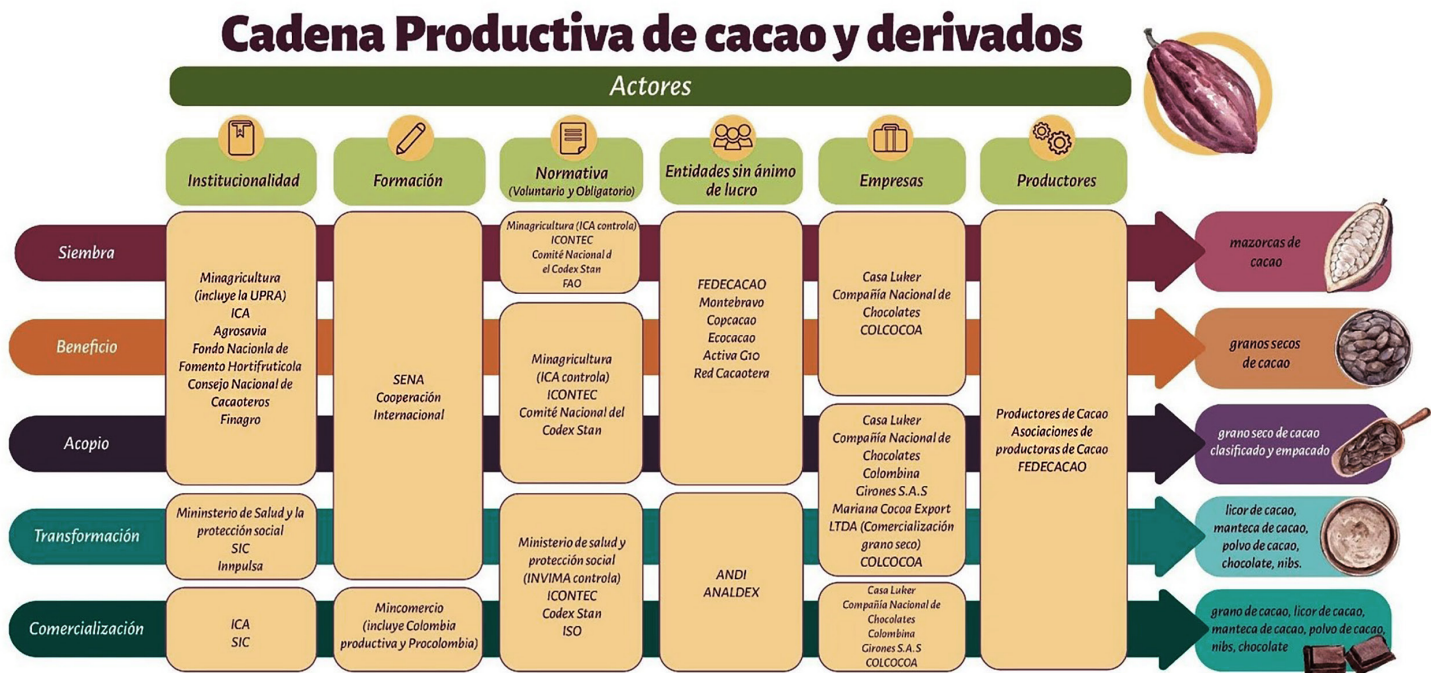 Cadena Productiva de cacao y derivados
Actores
Institucionalidad
Formación
Normativa
(Voluntario y Obligatorio)
Entidades sin ánimo
de lucro
Empresas
Productores
Siembra
Beneficio
Acopio
Transformación
Comercialización
Minagricultura
(incluye la UPRA)
ICA
Agrosavia
Fondo Nacionla de
Fomento Hortifruticola
Consejo Nacional de
Cacaoteros
Finagro
Mininsterio de Salud y la
protección social
SIC
Innpulsa
ICA
SIC
SENA
Cooperación
Internacional
Mincomercio
(incluye Colombia
productiva y Procolombia)
Minagricultura (ICA controla)
ICONTEC
Comité Nacional d
el Codex Stan
FAO
Minagricultura
(ICA controla)
ICONTEC
Comité Nacional del
Codex Stan
Ministerio de salud y
protección social
(INVIMA controla)
ICONTEC
Codex Stan
ISO
FEDECACAO
Montebravo
Copcacao
Ecocacao
Activa G10
Red Cacaotera
ANDI
ANALDEX
Casa Luker
Compañía Nacional de
Chocolates
COLCOCOA
Casa Luker
Compañía Nacional de
Chocolates
Colombina
Girones S.A.S
Mariana Cocoa Export
LTDA (Comercialización
grano seco)
COLCOCOA
Casa Luker
Compañía Nacional de
Chocolates
Colombina
Girones S.A.S
COLCOCOA
Productores de Cacao
Asociaciones de
productoras de Cacao
FEDECACAO
mazorcas de
cacao
granos secos
de cacao
grano seco de cacao
clasificado y empacado
licor de cacao,
manteca de cacao,
polvo de cacao,
chocolate, nibs.
grano de cacao, licor de cacao,
manteca de cacao, polvo de cacao,
nibs, chocolate